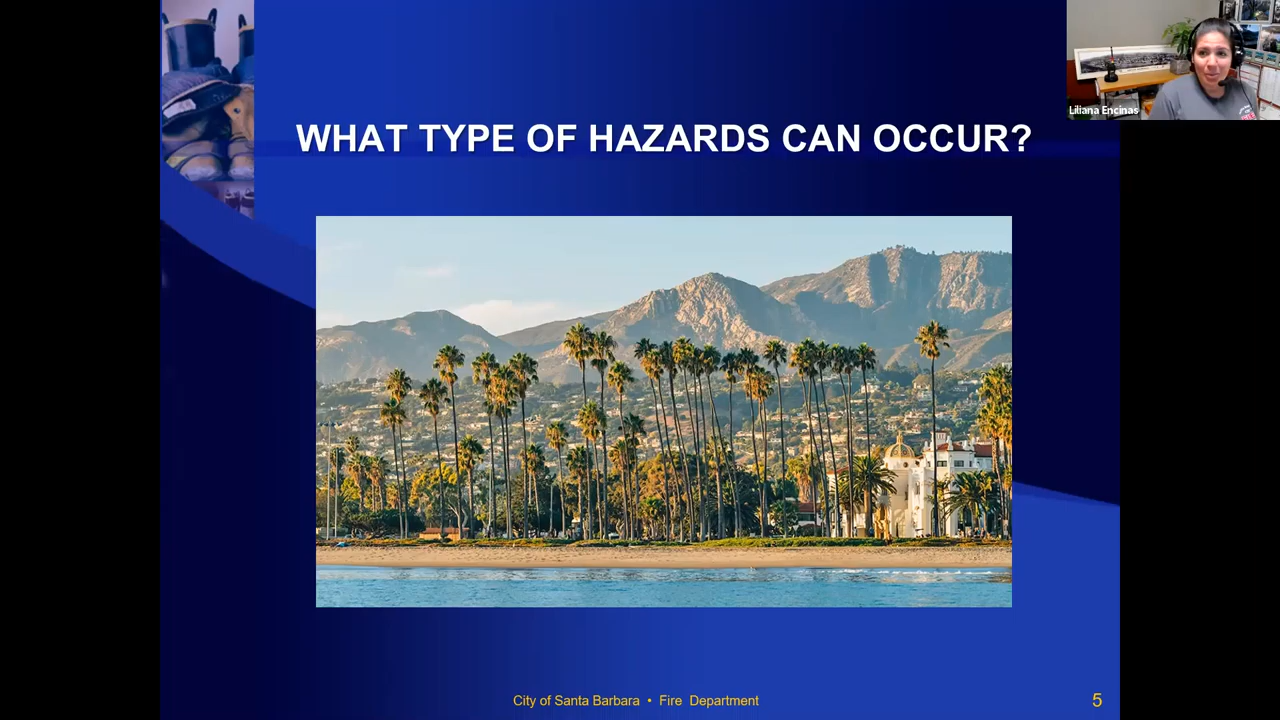 Liliana Encinas
WHAT TYPE OF HAZARDS CAN OCCUR?
City of Santa Barbara • Fire Department
5